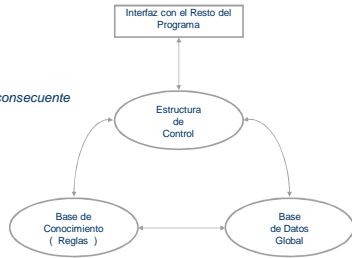 Interfaz con el Resto del
Programa
consecuente
Estructura
de
Control
Base de
Conocimiento
( Reglas )
Base
de Datos
Global